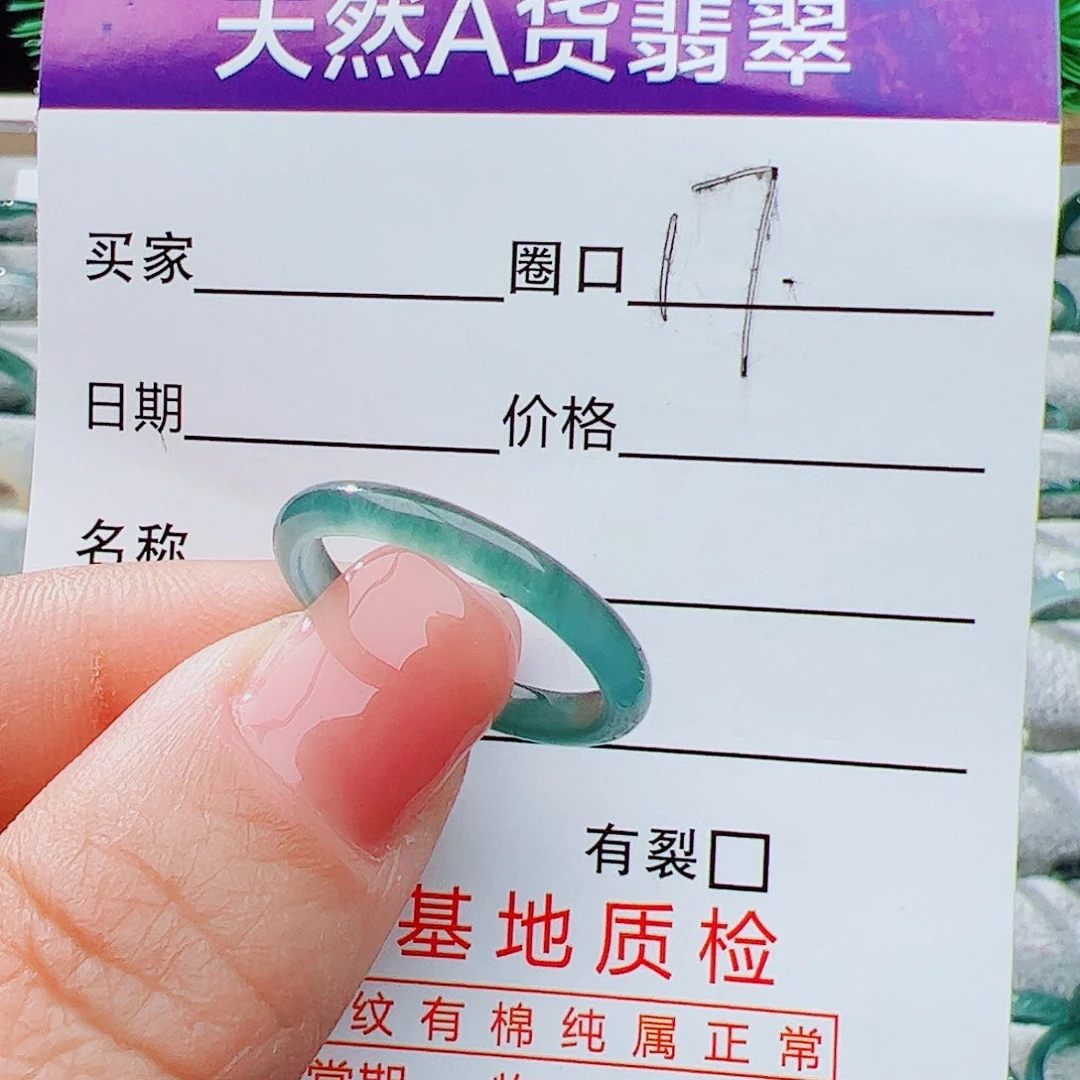 天然A货翡翠
买家 圈口 17.
日期 价格
名称
有裂
基地质检
纹有棉纯属正常